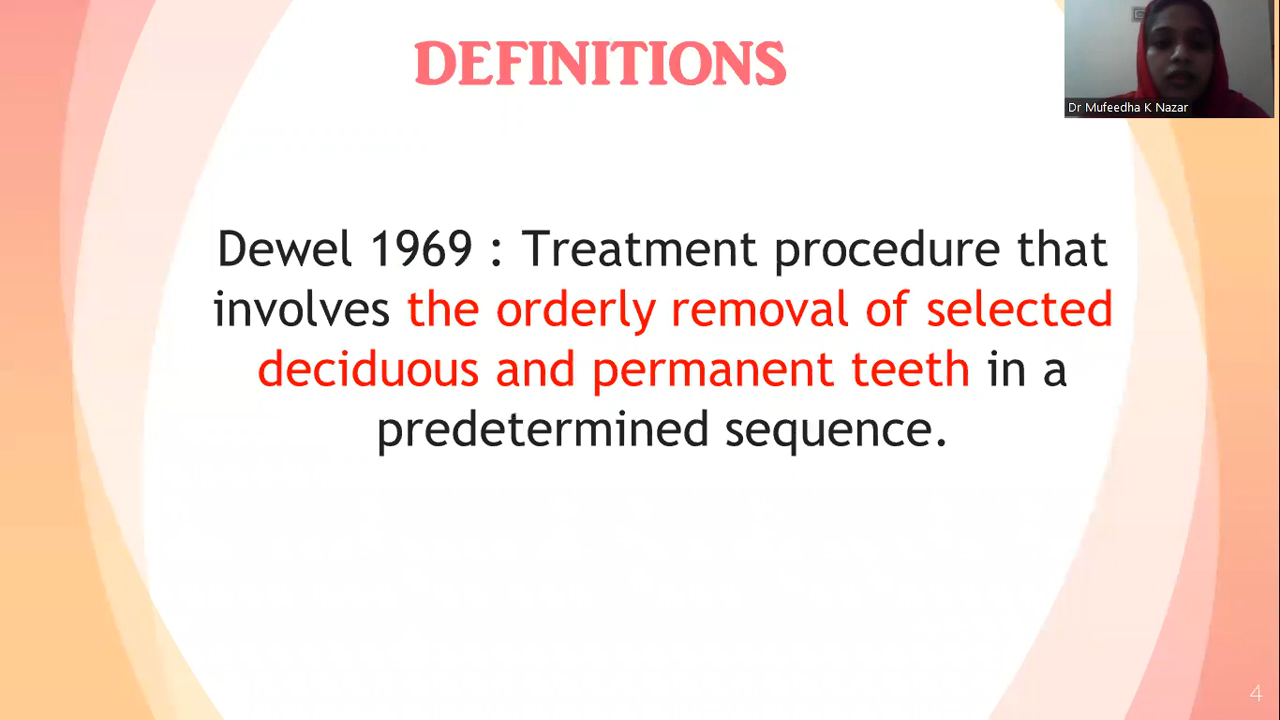 DEFINITIONS
Dr Mufeedha K Nazar
Dewel 1969 : Treatment procedure that
involves the orderly removal of selected
deciduous and permanent teeth in a
predetermined sequence.
4